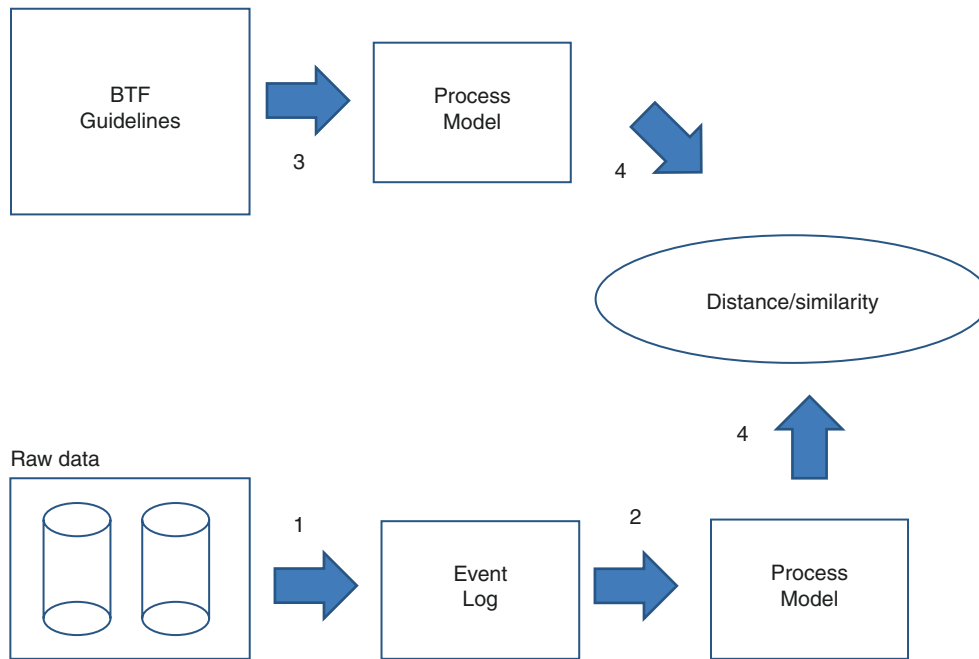 BTF
Guidelines
3
Process
Model
4
Distance/similarity
4
Raw data
1
Event
Log
2
Process
Model